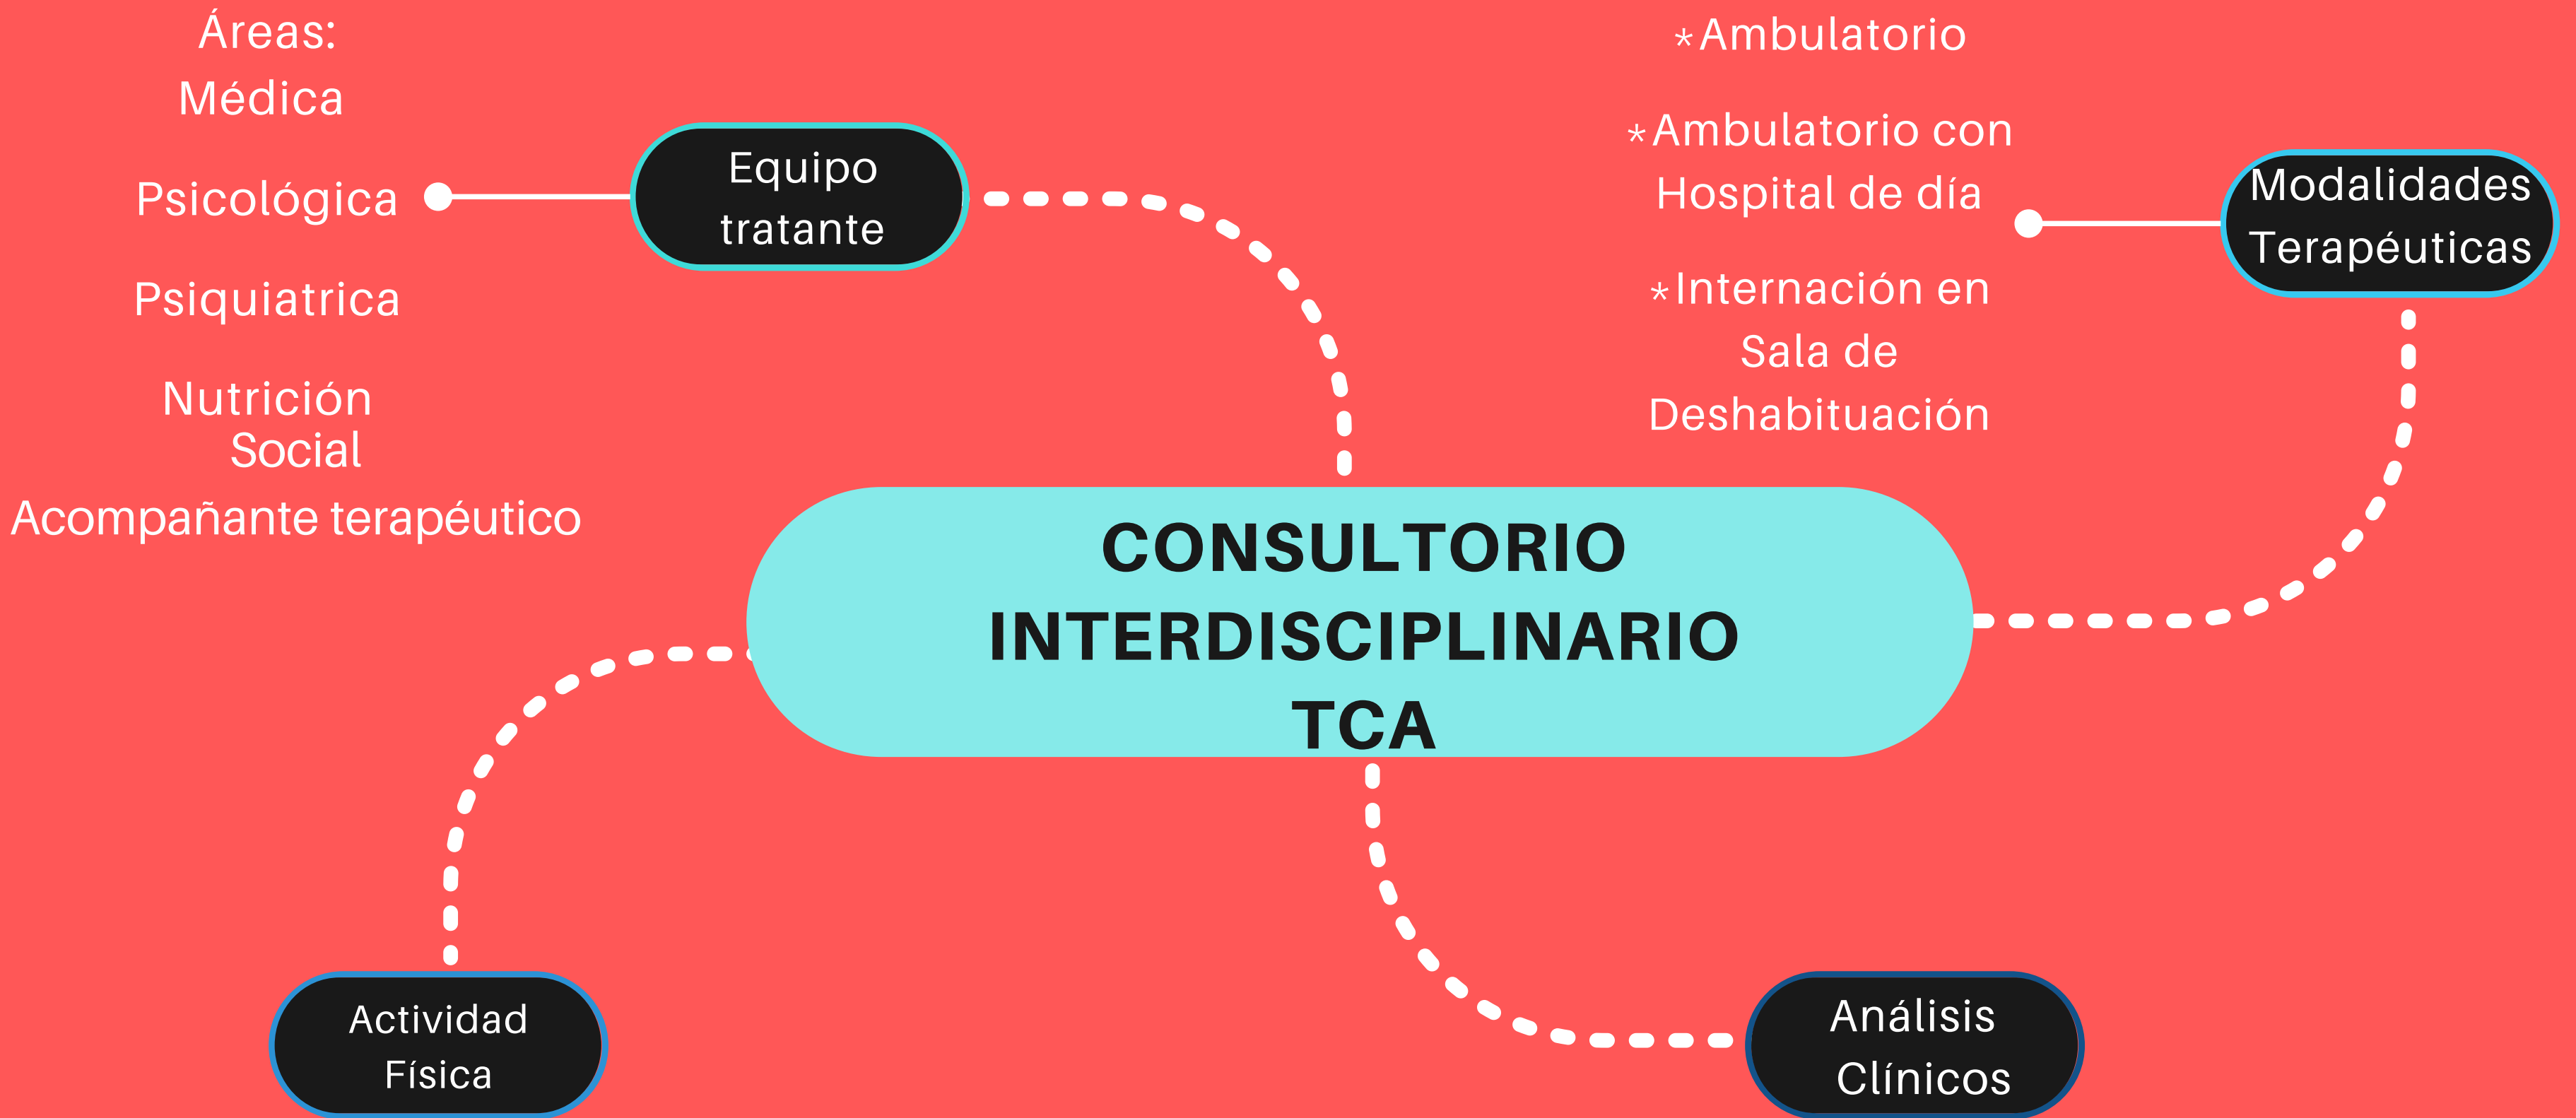 Áreas:
Médica
Psicológica
Psiquiatrica
Nutrición
Social
Acompañante terapéutico
Equipo
tratante
*Ambulatorio
*Ambulatorio con
Hospital de día
*Internación en
Sala de
Deshabituación
Modalidades
Terapéuticas
CONSULTORIO
INTERDISCIPLINARIO
TCA
Actividad
Física
Análisis
Clínicos